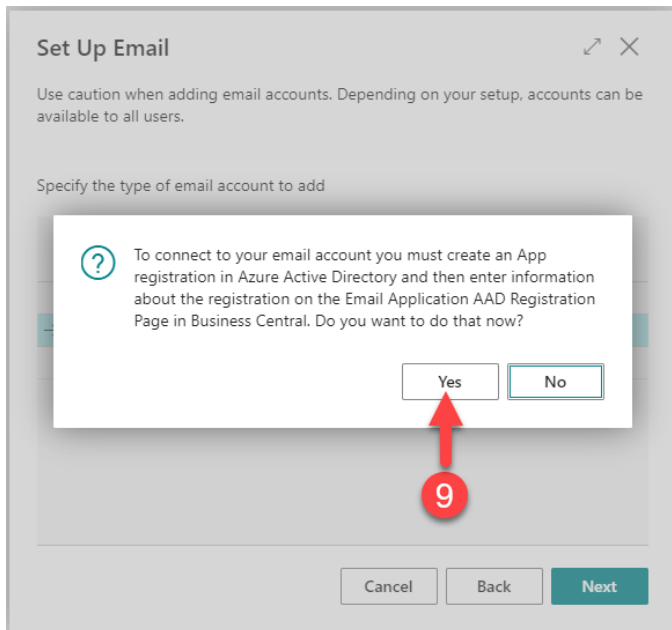 Set Up Email
Use caution when adding email accounts. Depending on your setup, accounts can be
available to all users.
Specify the type of email account to add
To connect to your email account you must create an App
registration in Azure Active Directory and then enter information
about the registration on the Email Application AAD Registration
Page in Business Central. Do you want to do that now?
Yes No
9
Cancel Back Next